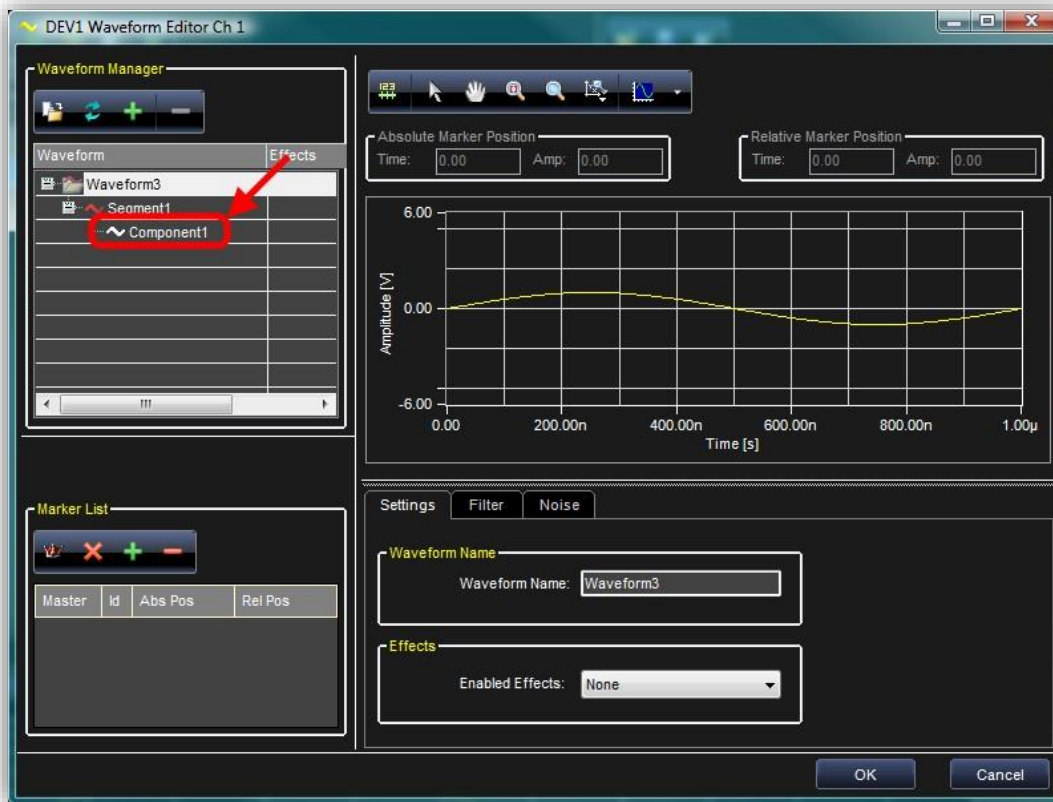 DEV1 Waveform Editor Ch 1
Waveform Manager
Waveform Effects
Waveform3
Segment1
Component1
Marker List
Master Id Abs Pos Rel Pos
123
Absolute Marker Position
Time: 0.00 Amp: 0.00
Relative Marker Position
Time: 0.00 Amp: 0.00
Amplitude [V]
6.00
0.00
-6.00
0.00 200.00n 400.00n 600.00n 800.00n 1.00µ
Time [s]
Settings Filter Noise
Waveform Name
Waveform Name: Waveform3
Effects
Enabled Effects: None
OK Cancel